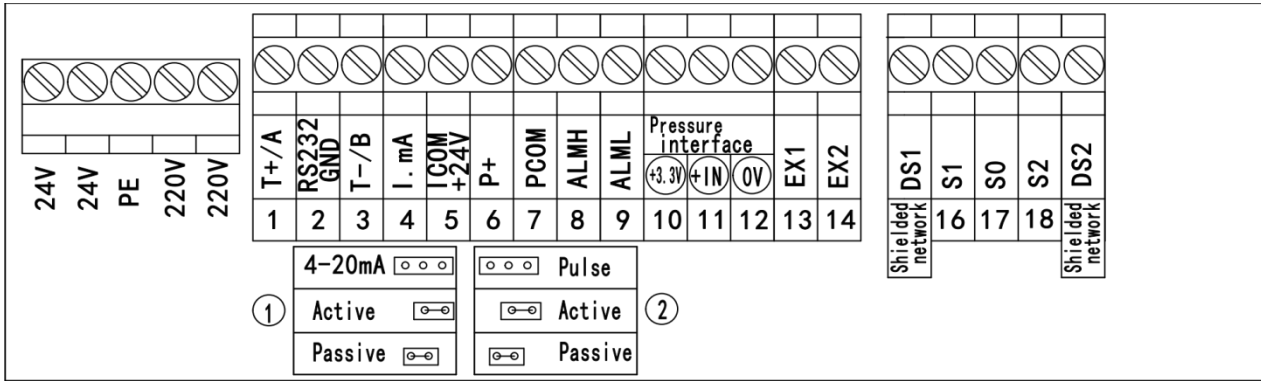 24V
24V
PE
220V
220V
T+/A
RS232
GND
T-/B
I.mA
ICOM
+24V
P+
PCOM
ALMH
ALML
Pressure
interface
+3.3V
+IN
0V
EX1
EX2
1 2 3 4 5 6 7 8 9 10 11 12 13 14
DS1
S1
S0
S2
DS2
Shielded
network
16 17 18
Shielded
network
4-20mA
Active
Passive
①
Pulse
Active
Passive
②